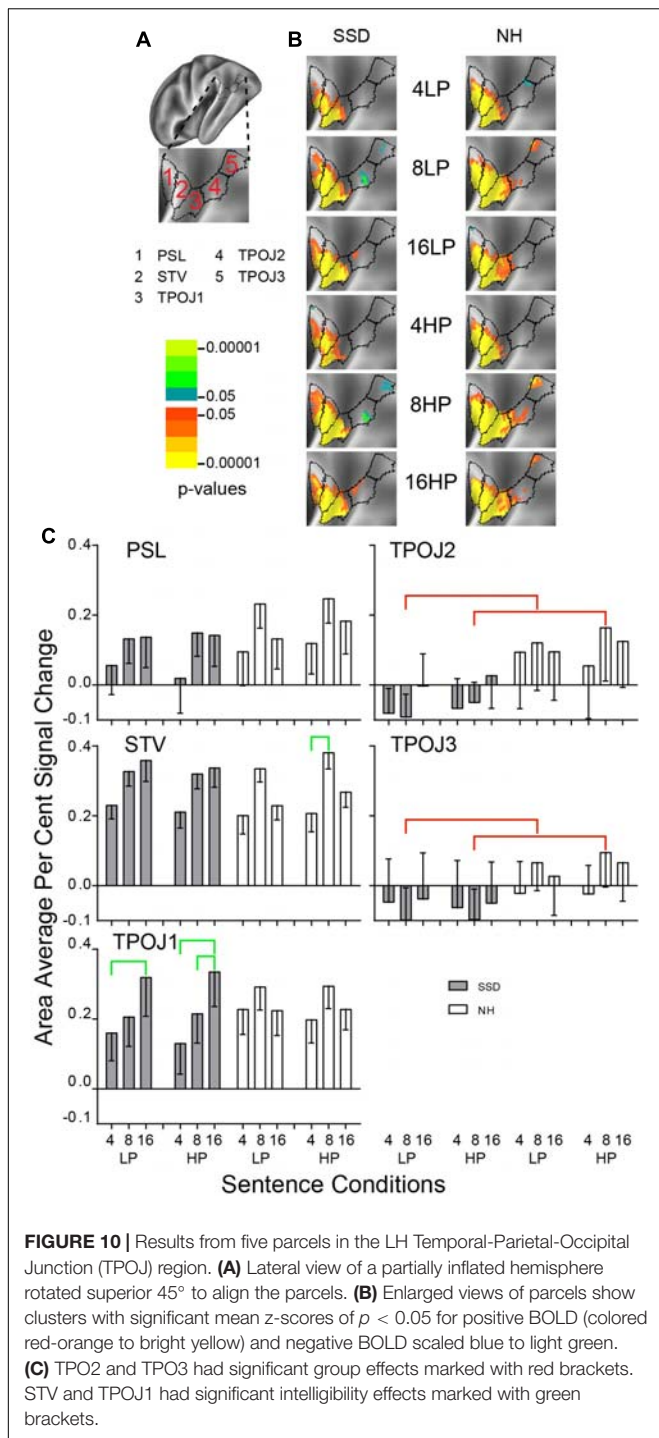 A
B
SSD
NH
4LP
8LP
16LP
4HP
8HP
16HP
1 2 3 4 5
1 PSL 4 TPOJ2
2 STV 5 TPOJ3
3 TPOJ1
-0.00001
-0.05
-0.05
-0.00001
p-values
C
Area Average Per Cent Signal Change
PSL
0.4
0.2
0.0
-0.1
TPOJ2
STV
0.4
0.2
0.0
-0.1
TPOJ3
TPOJ1
0.4
0.2
0.0
-0.1
SSD
NH
4 8 16 4 8 16 4 8 16 4 8 16
LP HP LP HP
4 8 16 4 8 16 4 8 16 4 8 16
LP HP LP HP
Sentence Conditions
FIGURE 10 | Results from five parcels in the LH Temporal-Parietal-Occipital
Junction (TPOJ) region. (A) Lateral view of a partially inflated hemisphere
rotated superior 45° to align the parcels. (B) Enlarged views of parcels show
clusters with significant mean z-scores of p < 0.05 for positive BOLD (colored
red-orange to bright yellow) and negative BOLD scaled blue to light green.
(C) TPO2 and TPO3 had significant group effects marked with red brackets.
STV and TPOJ1 had significant intelligibility effects marked with green
brackets.